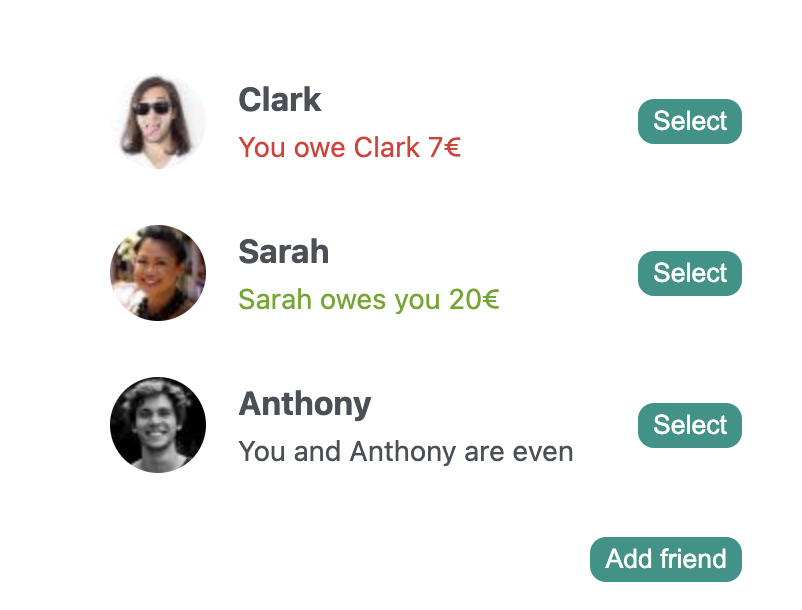 Clark
You owe Clark 7€
Select
Sarah
Sarah owes you 20€
Select
Anthony
You and Anthony are even
Select
Add friend